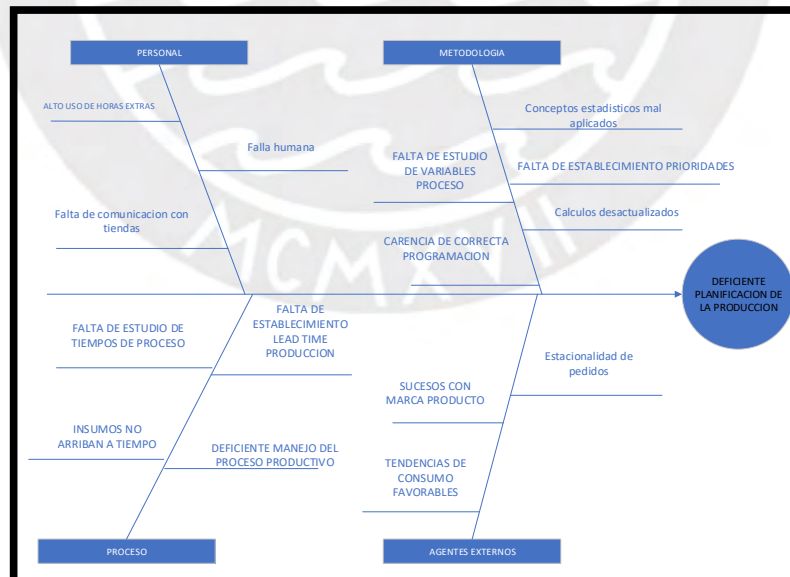 PERSONAL
METODOLOGIA
ALTO USO DE HORAS EXTRAS
Falla humana
Falta de comunicacion con
tiendas
Conceptos estadisticos mal
aplicados
FALTA DE ESTUDIO
DE VARIABLES
PROCESO
FALTA DE ESTABLECIMIENTO PRIORIDADES
Calculos desactualizados
CARENCIA DE CORRECTA
PROGRAMACION
MCMXVII
DEFICIENTE
PLANIFICACION DE
LA PRODUCCION
FALTA DE ESTUDIO DE
TIEMPOS DE PROCESO
FALTA DE
ESTABLECIMIENTO
LEAD TIME
PRODUCCION
INSUMOS NO
ARRIBAN A TIEMPO
DEFICIENTE MANEJO DEL
PROCESO PRODUCTIVO
Estacionalidad de
pedidos
SUCESOS CON
MARCA PRODUCTO
TENDENCIAS DE
CONSUMO
FAVORABLES
PROCESO
AGENTES EXTERNOS